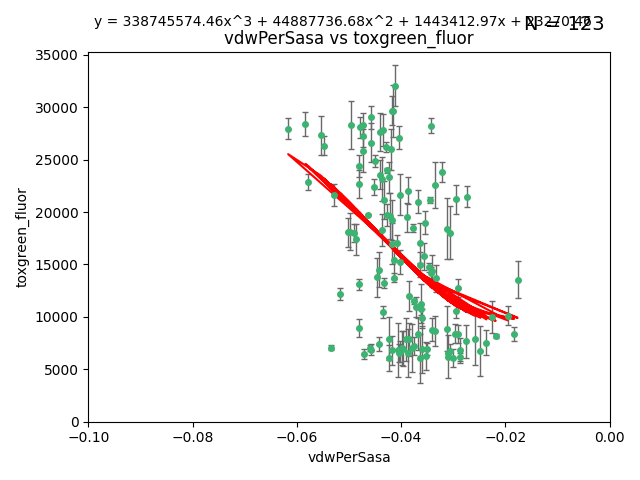 y = 338745574.46x^3 + 44887736.68x^2 + 1443412.97x +
N = 123
vdwPerSasa vs toxgreen_fluor
toxgreen_fluor
35000
30000
25000
20000
15000
10000
5000
0
−0.10
−0.08
−0.06
−0.04
−0.02
0.00
vdwPerSasa